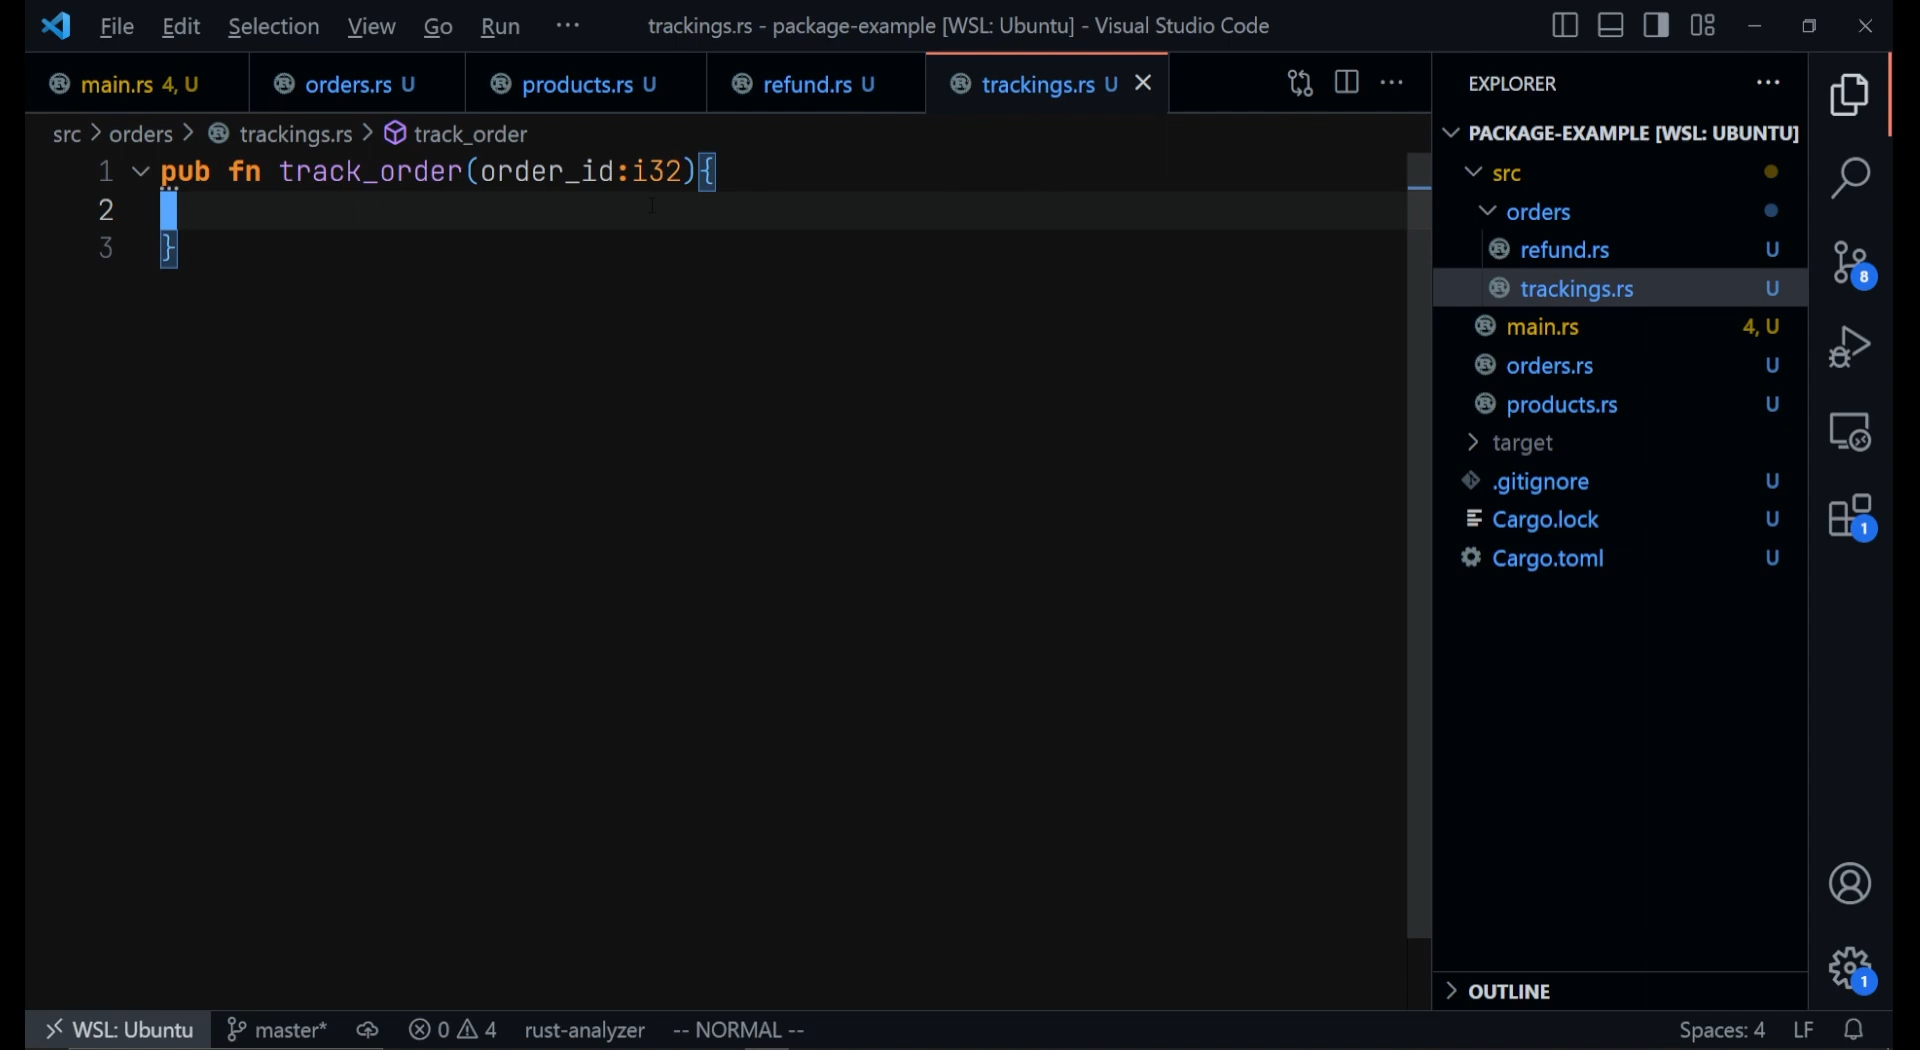 File Edit Selection View Go Run ··· trackings.rs - package-example [WSL: Ubuntu] - Visual Studio Code
main.rs 4, U orders.rs U products.rs U refund.rs U trackings.rs U
src > orders > trackings.rs > track_order
1 pub fn track_order(order_id:i32){
2
3 }
EXPLORER
PACKAGE-EXAMPLE [WSL: UBUNTU]
src
orders
refund.rs U
trackings.rs U
main.rs 4, U
orders.rs U
products.rs U
target
.gitignore U
Cargo.lock U
Cargo.toml U
OUTLINE
8
1
1
WSL: Ubuntu master* 0 4 rust-analyzer -- NORMAL -- Spaces: 4 LF